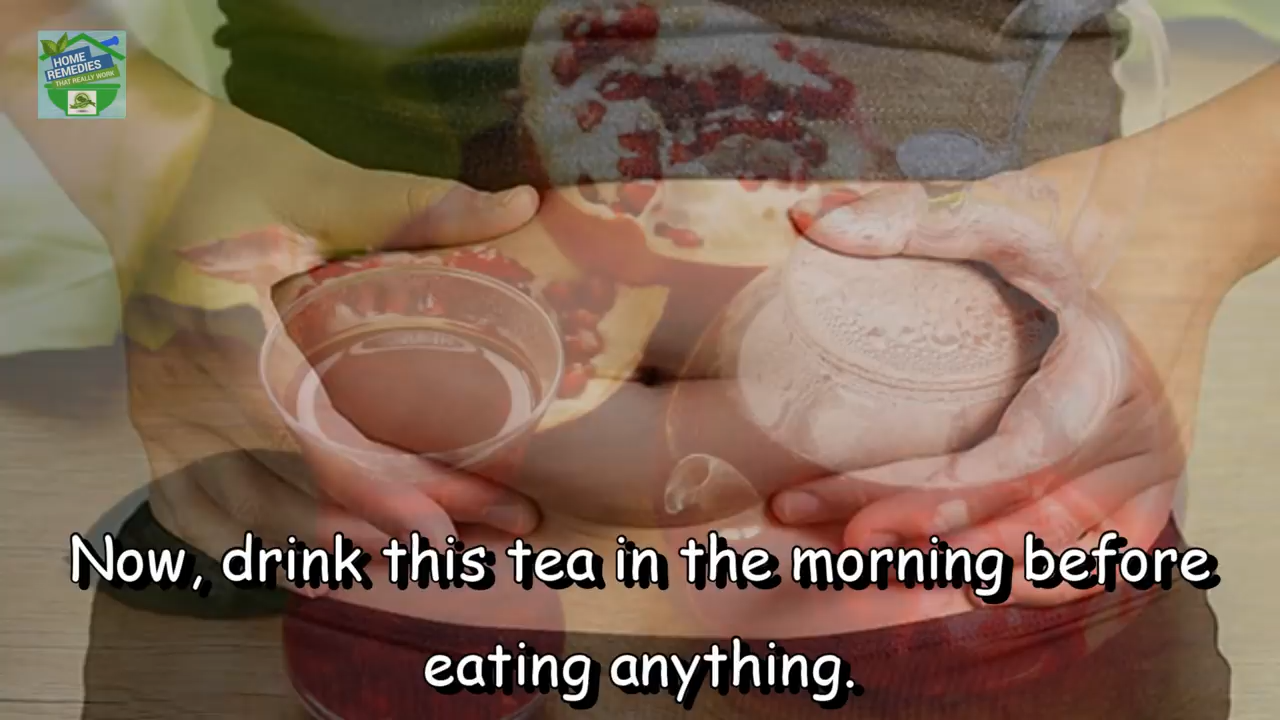 HOME
REMEDIES
THAT REALLY WORK
Now, drink this tea in the morning before
eating anything.